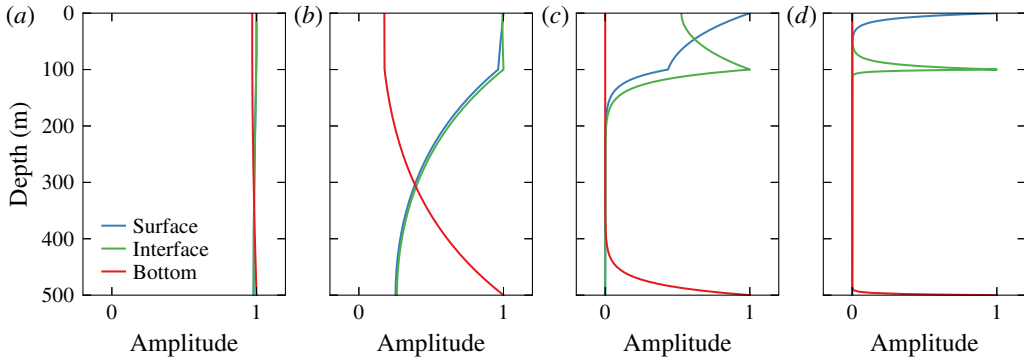 (a) (b) (c) (d)
0
100
200
300
400
500
Depth (m)
Surface
Interface
Bottom
0 1 0 1 0 1 0 1
Amplitude Amplitude Amplitude Amplitude